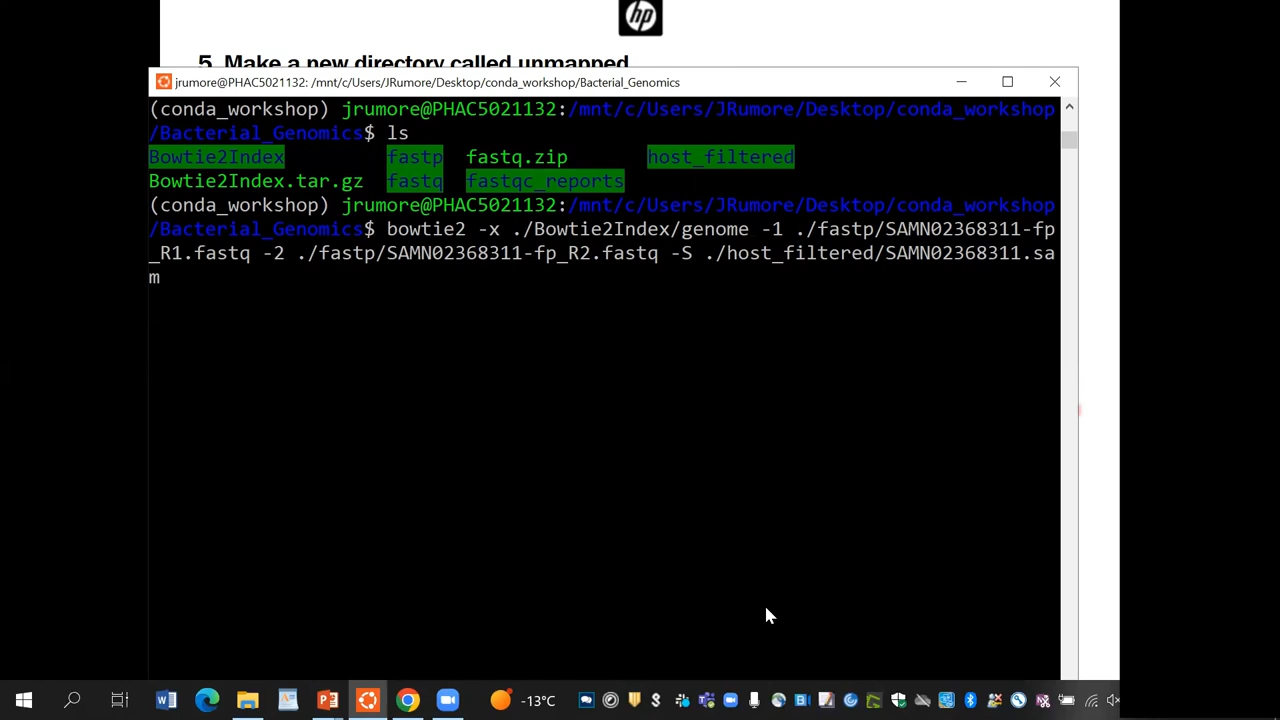 hp
5. Make a new directory called unmapped
jrumore@PHAC5021132: /mnt/c/Users/JRumore/Desktop/conda_workshop/Bacterial_Genomics
(conda_workshop) jrumore@PHAC5021132:/mnt/c/Users/JRumore/Desktop/conda_workshop
/Bacterial_Genomics$ ls
Bowtie2Index fastp fastq.zip host_filtered
Bowtie2Index.tar.gz fastq fastqc_reports
(conda_workshop) jrumore@PHAC5021132:/mnt/c/Users/JRumore/Desktop/conda_workshop
/Bacterial_Genomics$ bowtie2 -x ./Bowtie2Index/genome -1 ./fastp/SAMN02368311-fp
_R1.fastq -2 ./fastp/SAMN02368311-fp_R2.fastq -S ./host_filtered/SAMN02368311.sa
m
-13°C